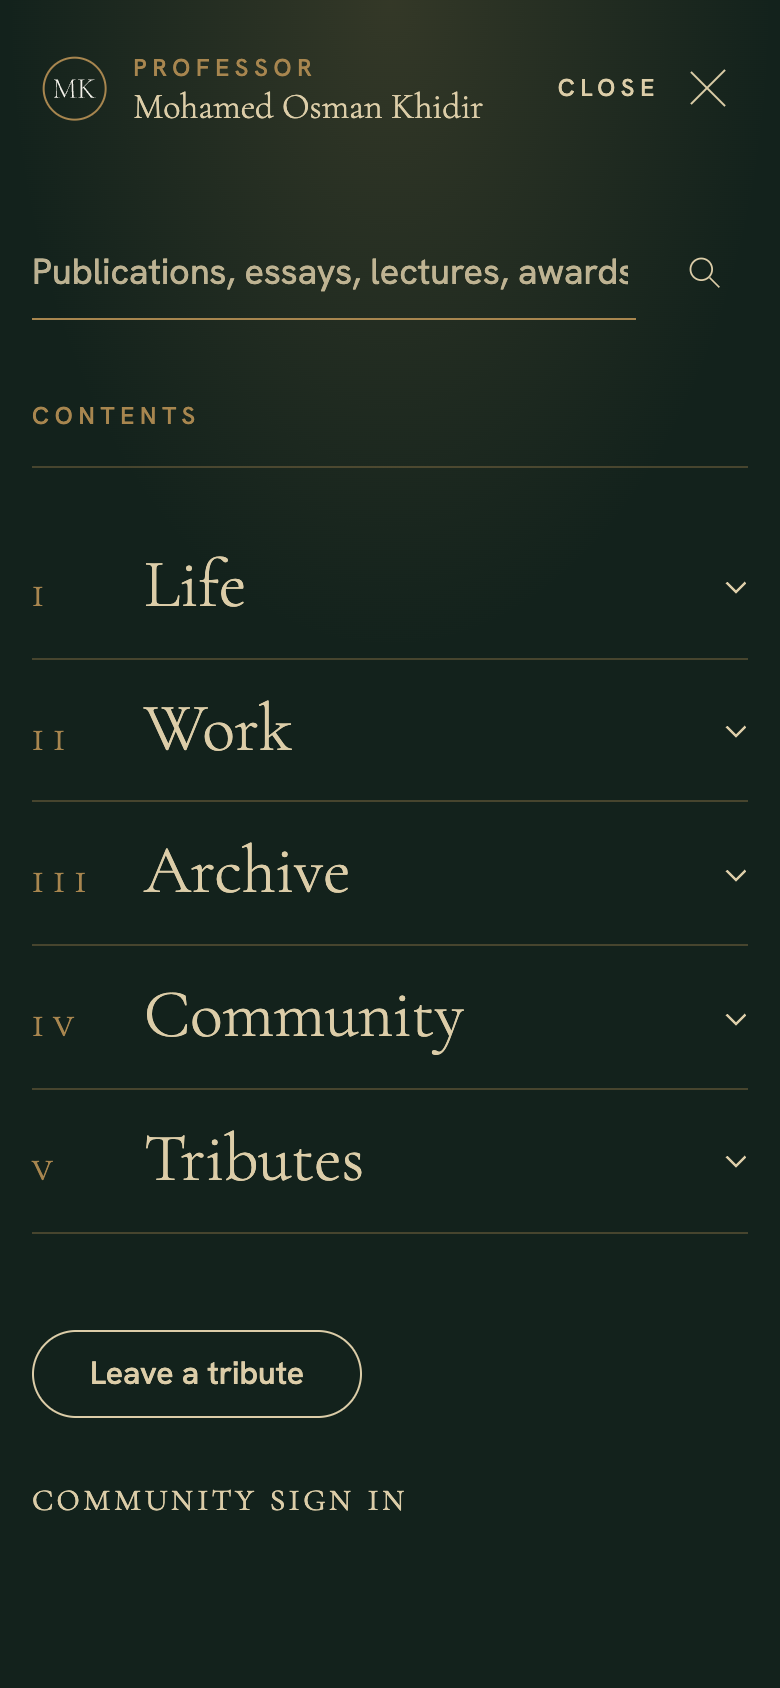 MK
PROFESSOR
Mohamed Osman Khidir
CLOSE
Publications, essays, lectures, awards
CONTENTS
I Life
II Work
III Archive
IV Community
V Tributes
Leave a tribute
COMMUNITY SIGN IN